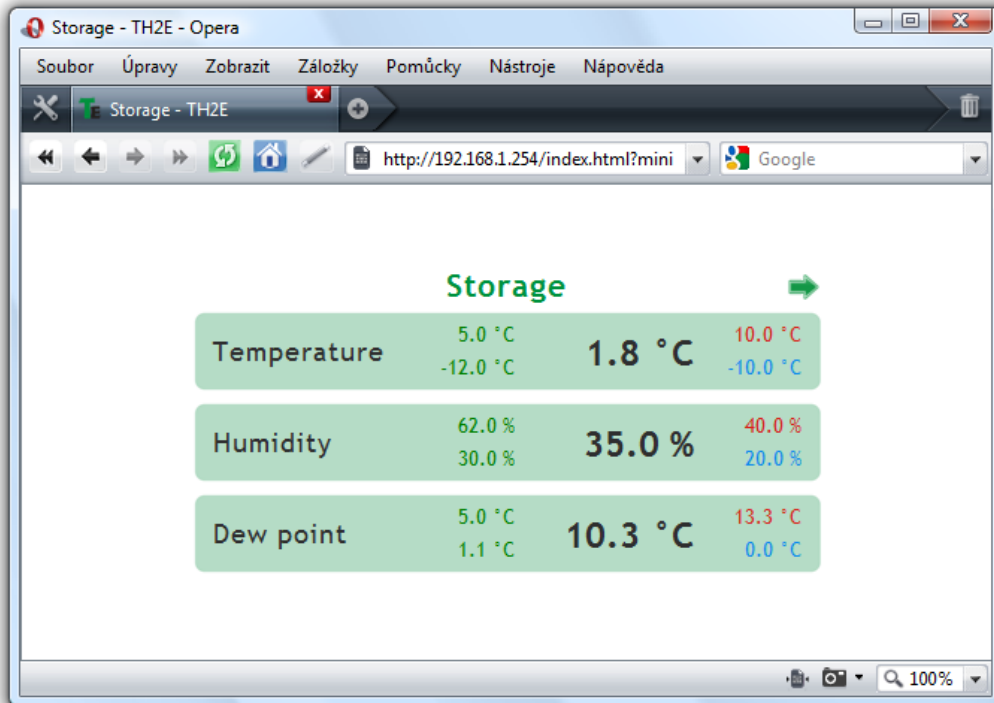 Storage - TH2E - Opera
Soubor Úpravy Zobrazit Záložky Pomůcky Nástroje Nápověda
TE Storage - TH2E
http://192.168.1.254/index.html?mini Google
Storage
Temperature 5.0 °C -12.0 °C 1.8 °C 10.0 °C -10.0 °C
Humidity 62.0 % 30.0 % 35.0 % 40.0 % 20.0 %
Dew point 5.0 °C 1.1 °C 10.3 °C 13.3 °C 0.0 °C
100%